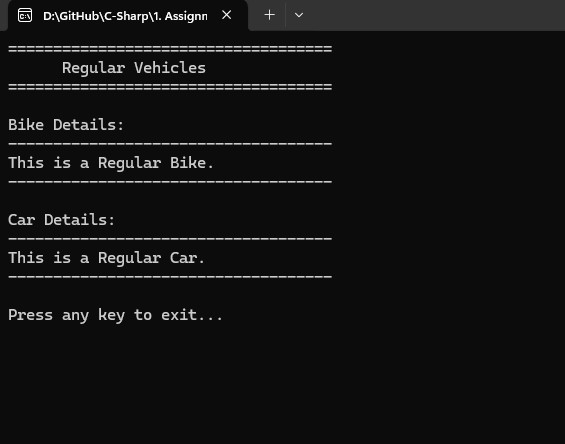 D:\GitHub\C-Sharp\1. Assignm
====================================
Regular Vehicles
====================================
Bike Details:
------------------------------------
This is a Regular Bike.
------------------------------------
Car Details:
------------------------------------
This is a Regular Car.
------------------------------------
Press any key to exit...